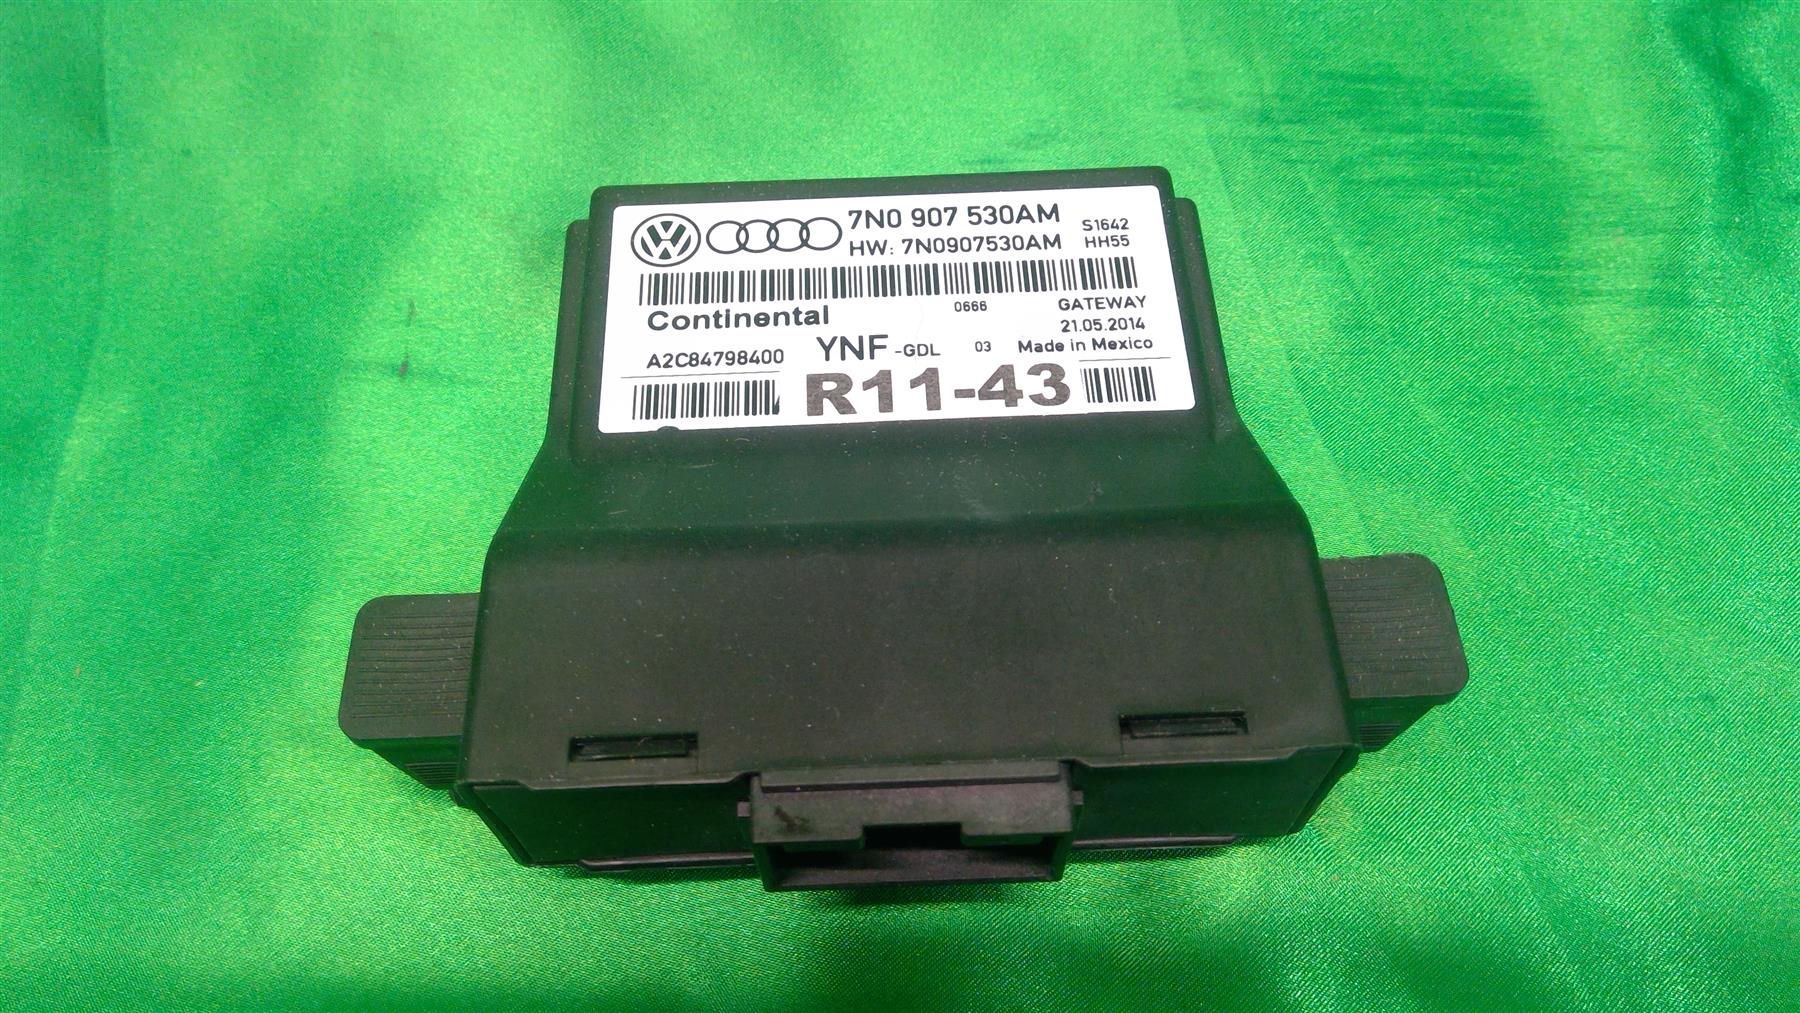 7N0 907 530AM
HW: 7N0907530AM
S1642
HH55
Continental
0666
GATEWAY
21.05.2014
A2C84798400
YNF -GDL
03
Made in Mexico
R11-43